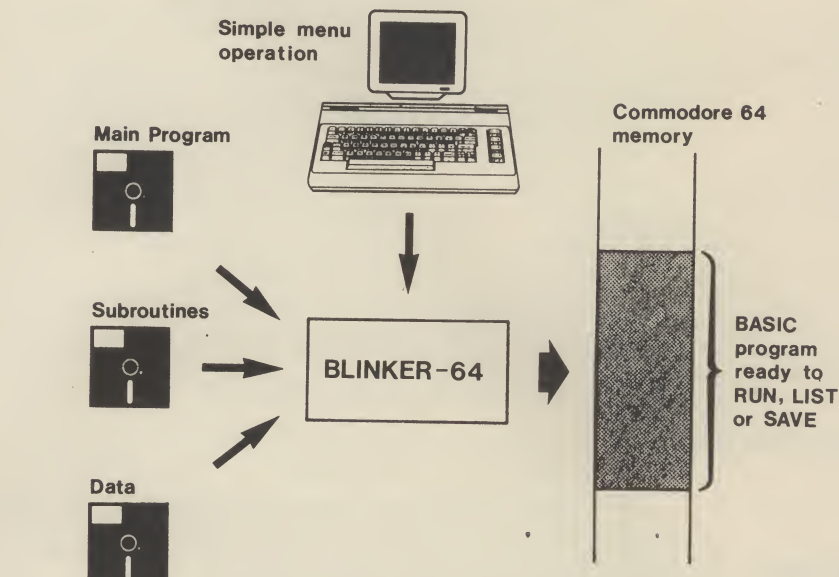 Simple menu
operation
Main Program
Commodore 64
memory
Subroutines
BLINKER-64
BASIC
program
ready to
RUN, LIST
or SAVE
Data